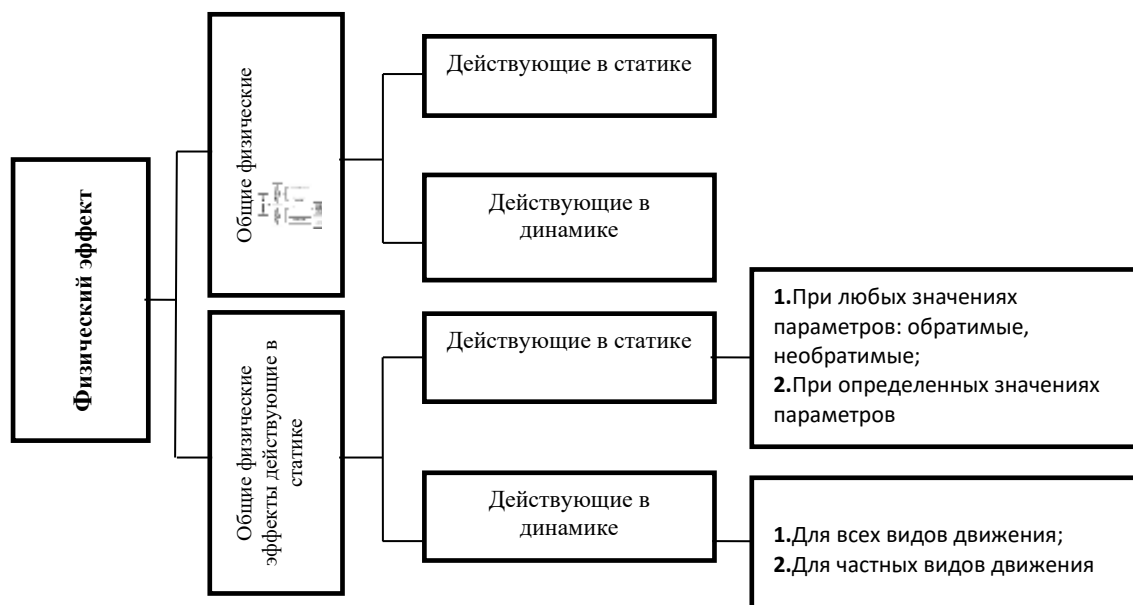 Физический эффект
Общие физические
Действующие в статике
Действующие в
динамике
Общие физические
эффекты действующие в
статике
Действующие в статике
1.При любых значениях
параметров: обратимые,
необратимые;
2.При определенных значениях
параметров
Действующие в
динамике
1.Для всех видов движения;
2.Для частных видов движения